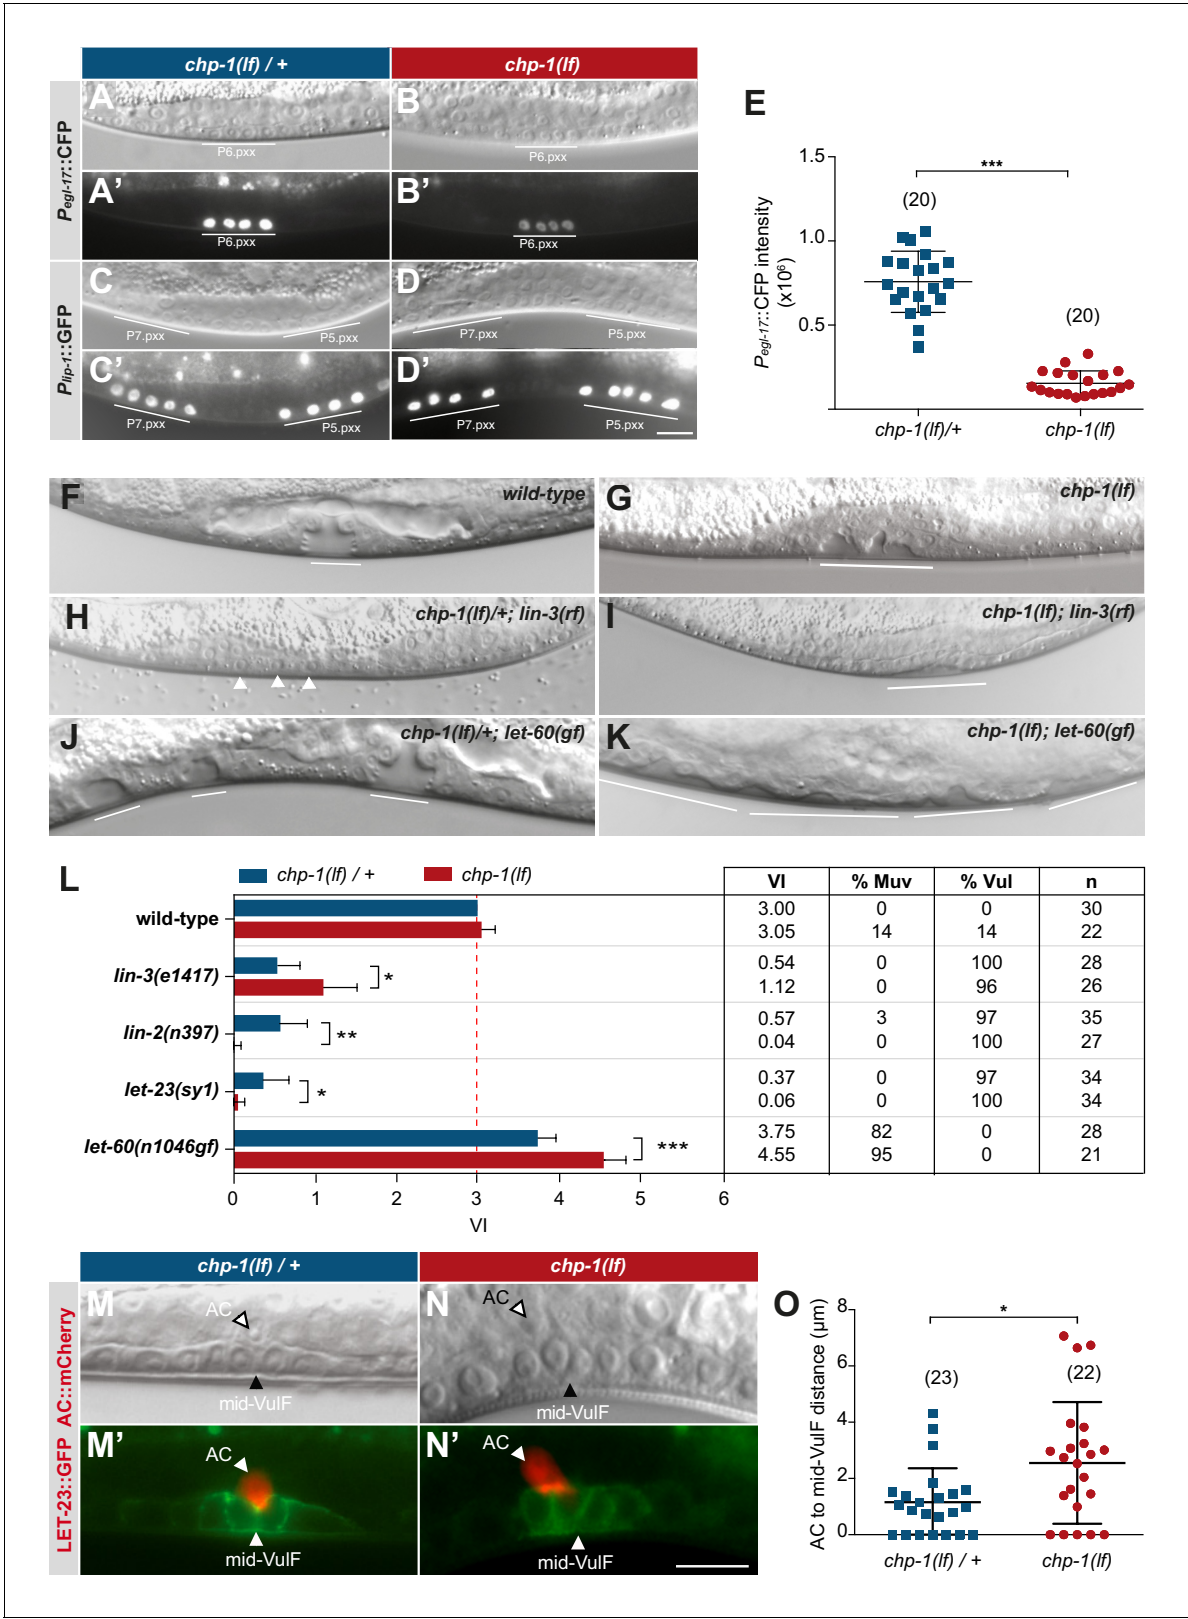 chp-1(lf) / +
chp-1(lf)
Pegl-17::CFP
A
B
P6.pxx
P6.pxx
A'
B'
P6.pxx
P6.pxx
Plip-1::GFP
C
D
P7.pxx
P5.pxx
P7.pxx
P5.pxx
C'
D'
P7.pxx
P5.pxx
P7.pxx
P5.pxx
E
Pegl-17::CFP intensity
(x10⁶)
1.5
1.0
0.5
***
(20)
(20)
chp-1(lf)/+
chp-1(lf)
F
wild-type
G
chp-1(lf)
H
chp-1(lf)/+; lin-3(rf)
I
chp-1(lf); lin-3(rf)
J
chp-1(lf)/+; let-60(gf)
K
chp-1(lf); let-60(gf)
L
chp-1(lf) / +
chp-1(lf)
VI
% Muv
% Vul
n
wild-type
3.00 0 0 30
3.05 14 14 22
lin-3(e1417)
*
0.54 0 100 28
1.12 0 96 26
lin-2(n397)
**
0.57 3 97 35
0.04 0 100 27
let-23(sy1)
*
0.37 0 97 34
0.06 0 100 34
let-60(n1046gf)
***
3.75 82 0 28
4.55 95 0 21
0 1 2 3 4 5 6
VI
chp-1(lf) / +
chp-1(lf)
LET-23::GFP AC::mCherry
M
AC
mid-VulF
N
AC
mid-VulF
M'
AC
mid-VulF
N'
AC
mid-VulF
O
AC to mid-VulF distance (µm)
8
6
4
2
0
*
(23)
(22)
chp-1(lf) / +
chp-1(lf)